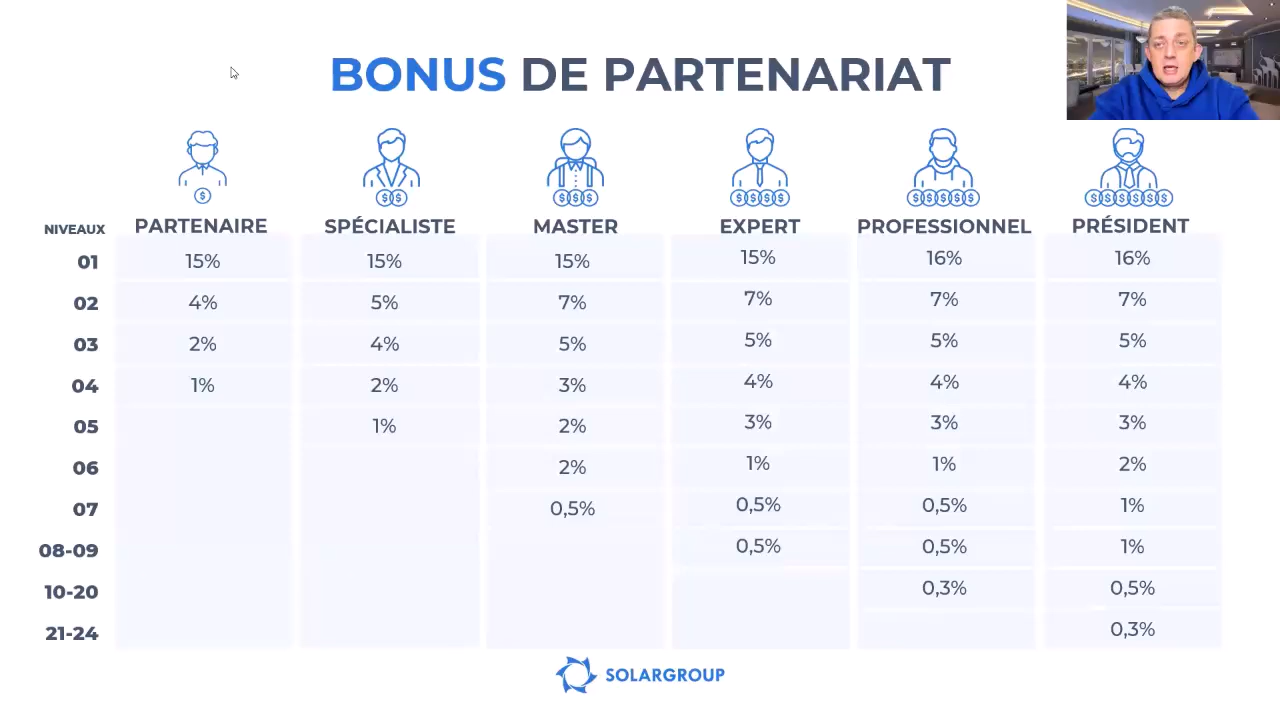 BONUS DE PARTENARIAT
NIVEAUX PARTENAIRE SPÉCIALISTE MASTER EXPERT PROFESSIONNEL PRÉSIDENT
01 15% 15% 15% 15% 16% 16%
02 4% 5% 7% 7% 7% 7%
03 2% 4% 5% 5% 5% 5%
04 1% 2% 3% 4% 4% 4%
05 1% 2% 3% 3% 3%
06 2% 1% 1% 2%
07 0,5% 0,5% 0,5% 1%
08-09 0,5% 0,5% 1%
10-20 0,3% 0,5%
21-24 0,3%
SOLARGROUP